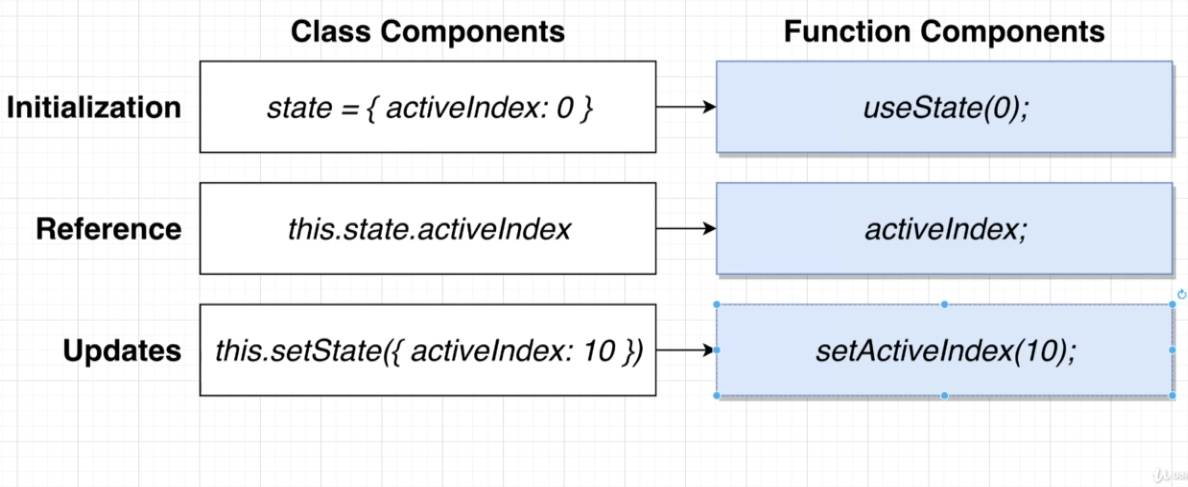 Class Components Function Components
Initialization state = { activeIndex: 0 } useState(0);
Reference this.state.activeIndex activeIndex;
Updates this.setState({ activeIndex: 10 }) setActiveIndex(10);